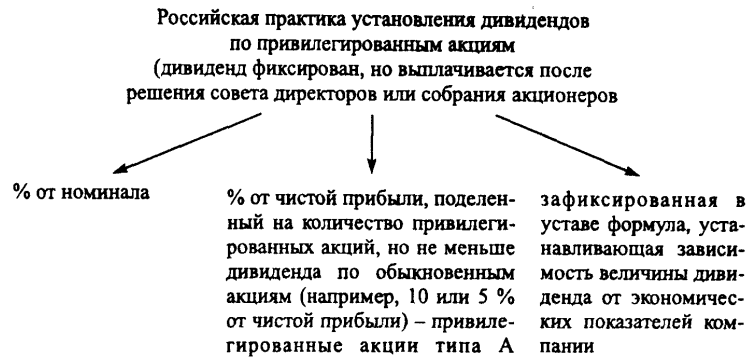 Российская практика установления дивидендов
по привилегированным акциям
(дивиденд фиксирован, но выплачивается после
решения совета директоров или собрания акционеров
% от номинала
% от чистой прибыли, поделен-
ный на количество привилеги-
рованных акций, но не меньше
дивиденда по обыкновенным
акциям (например, 10 или 5 %
от чистой прибыли) – привиле-
гированные акции типа А
зафиксированная в
уставе формула, уста-
навливающая зависи-
мость величины диви-
денда от экономичес-
ких показателей ком-
пании